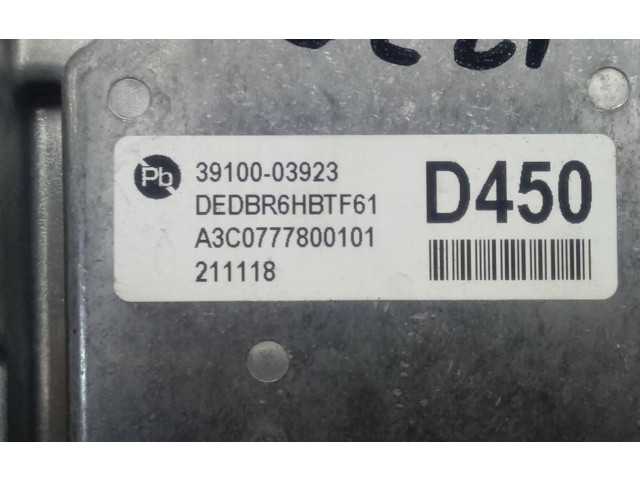 Pb
39100-03923
DEDBR6HBTF61
A3C0777800101
211118
D450